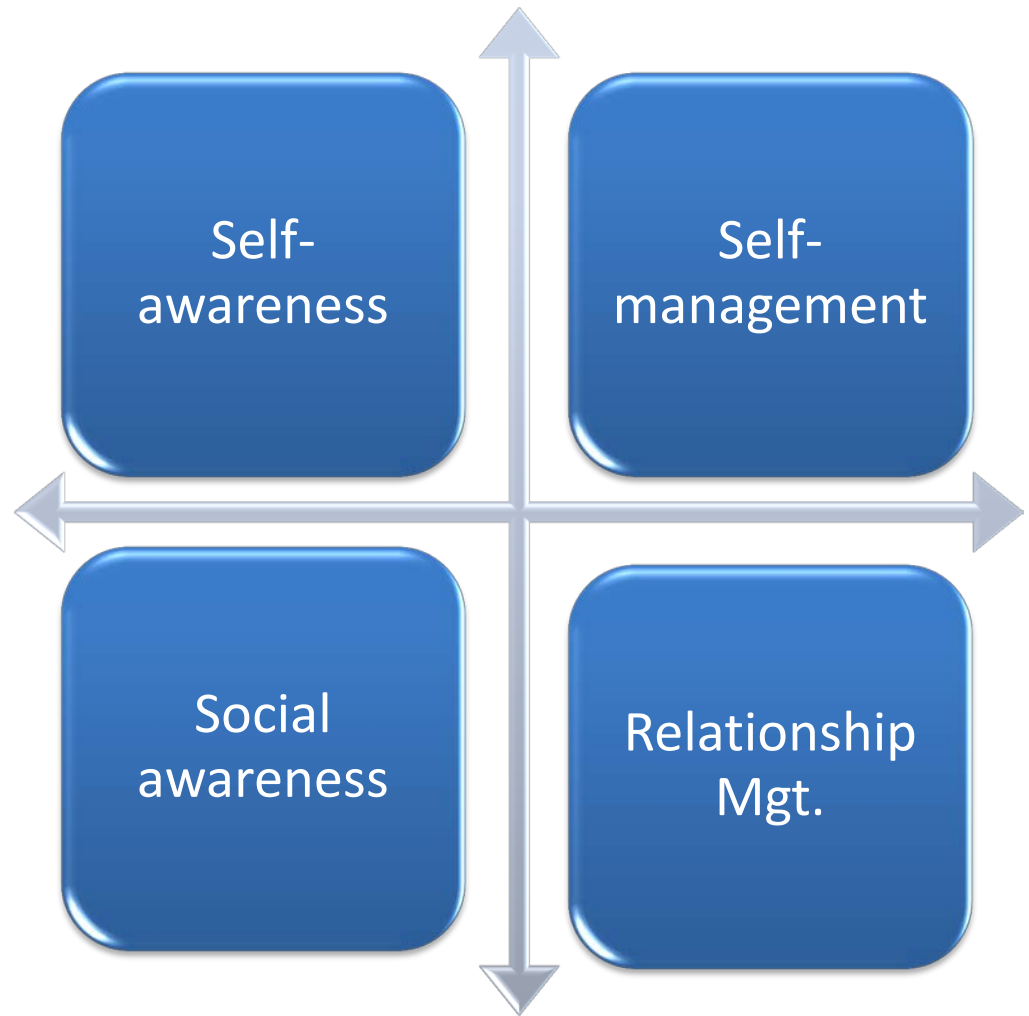 Self-
awareness
Self-
management
Social
awareness
Relationship
Mgt.